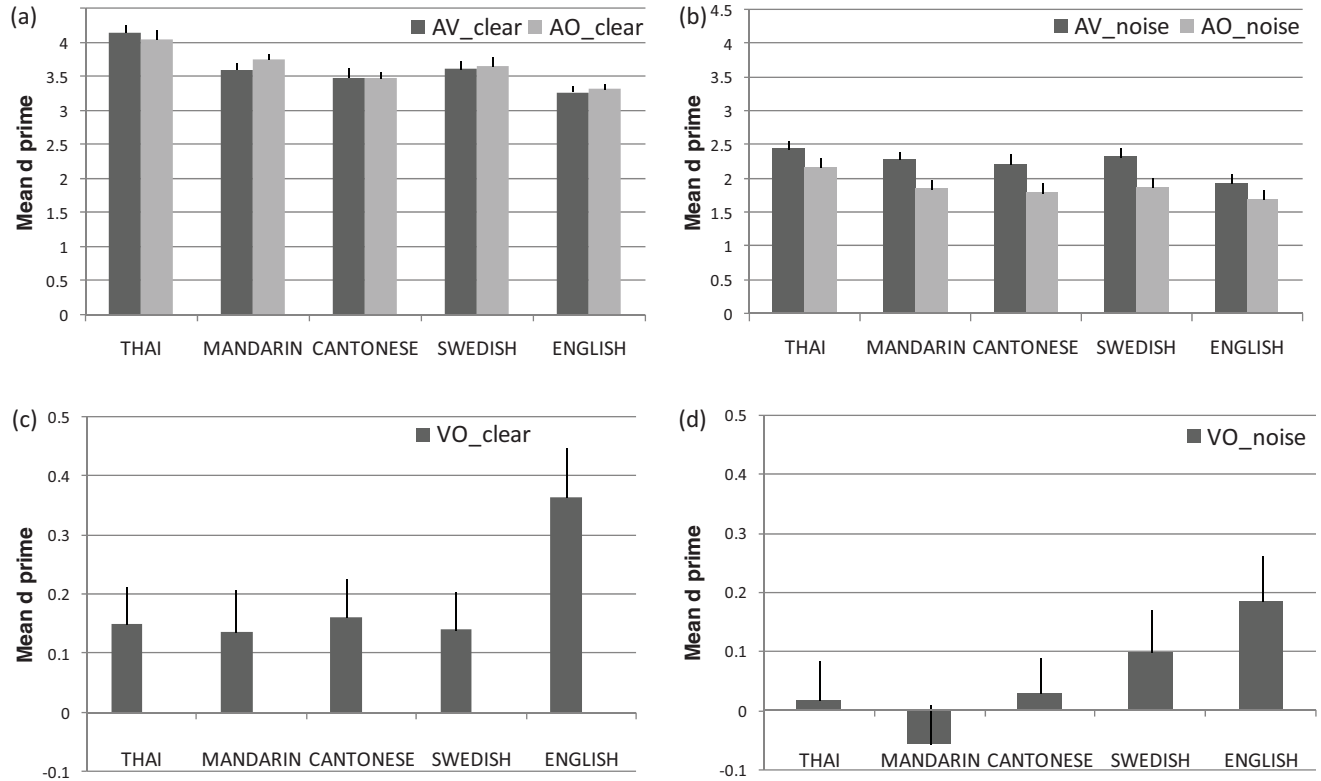 (a)
AV_clear AO_clear
Mean d prime
4
3.5
3
2.5
2
1.5
1
0.5
0
THAI MANDARIN CANTONESE SWEDISH ENGLISH
(b)
AV_noise AO_noise
Mean d prime
4.5
4
3.5
3
2.5
2
1.5
1
0.5
0
THAI MANDARIN CANTONESE SWEDISH ENGLISH
(c)
VO_clear
Mean d prime
0.5
0.4
0.3
0.2
0.1
0
-0.1
THAI MANDARIN CANTONESE SWEDISH ENGLISH
(d)
VO_noise
Mean d prime
0.5
0.4
0.3
0.2
0.1
0
-0.1
THAI MANDARIN CANTONESE SWEDISH ENGLISH